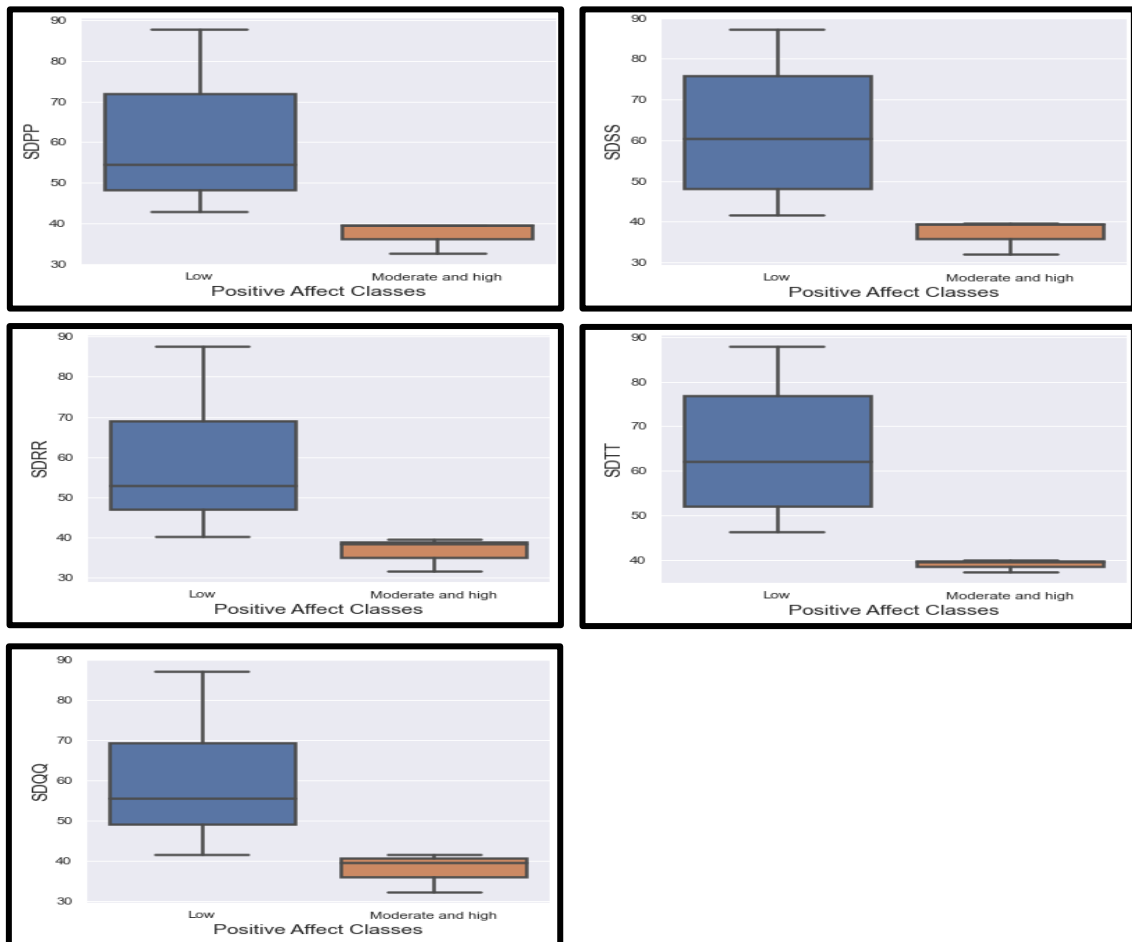 90
80
70
60
50
40
30
SDPP
Low
Moderate and high
Positive Affect Classes
90
80
70
60
50
40
30
SDSS
Low
Moderate and high
Positive Affect Classes
90
80
70
60
50
40
30
SDRR
Low
Moderate and high
Positive Affect Classes
90
80
70
60
50
40
SDTT
Low
Moderate and high
Positive Affect Classes
90
80
70
60
50
40
30
SDQQ
Low
Moderate and high
Positive Affect Classes